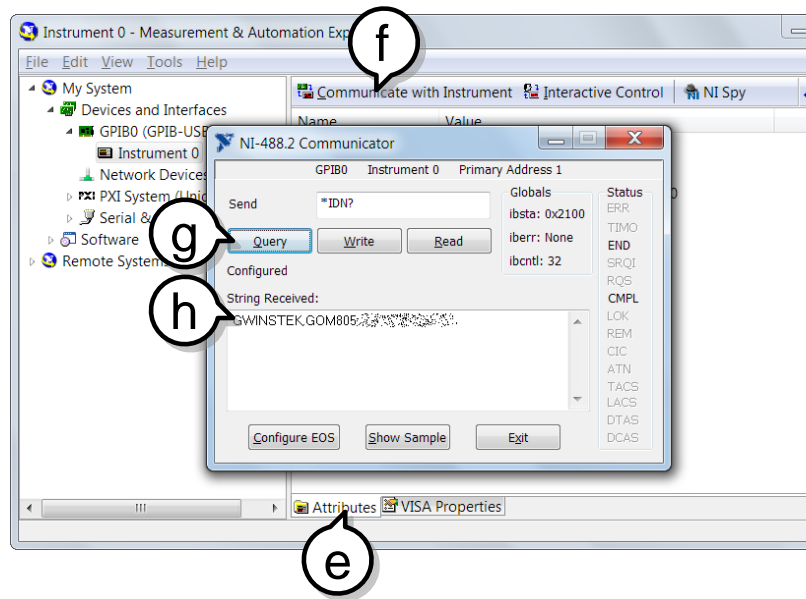 Instrument 0 - Measurement & Automation Exp
f
File Edit View Tools Help
My System
Devices and Interfaces
GPIB0 (GPIB-USB
Instrument 0
Network Devices
PXI PXI System (Unid
Serial &
Software
Remote Systems
Communicate with Instrument Interactive Control NI Spy
Name Value
NI-488.2 Communicator
GPIB0 Instrument 0 Primary Address 1
Send *IDN?
Query Write Read
Configured
String Received:
GWINSTEK,GOM805
Globals
ibsta: 0x2100
iberr: None
ibcntl: 32
Status
ERR
TIMO
END
SRQI
RQS
CMPL
LOK
REM
CIC
ATN
TACS
LACS
DTAS
DCAS
Configure EOS Show Sample Exit
0
g
h
Attributes VISA Properties
e